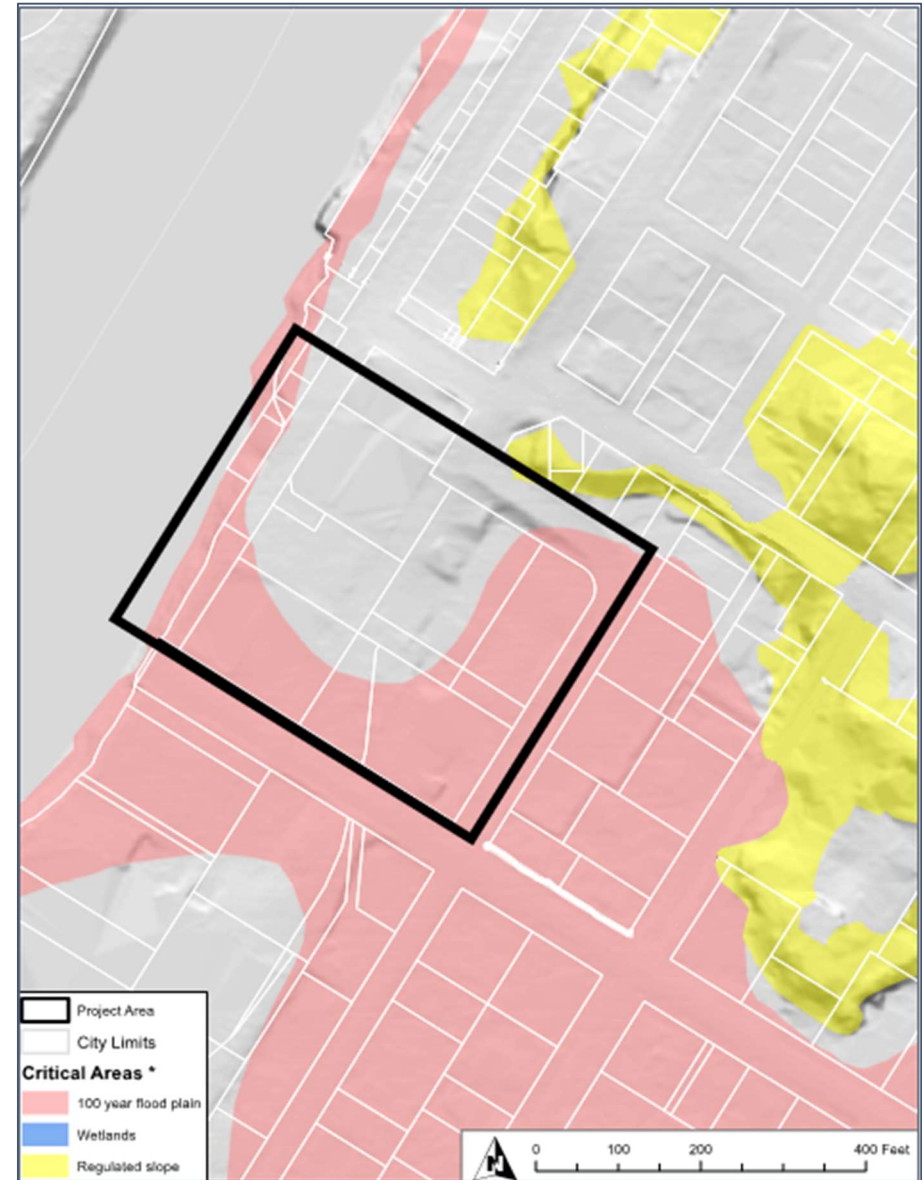 Project Area
City Limits
Critical Areas *
100 year flood plain
Wetlands
Regulated slope
N
0 100 200 400 Feet